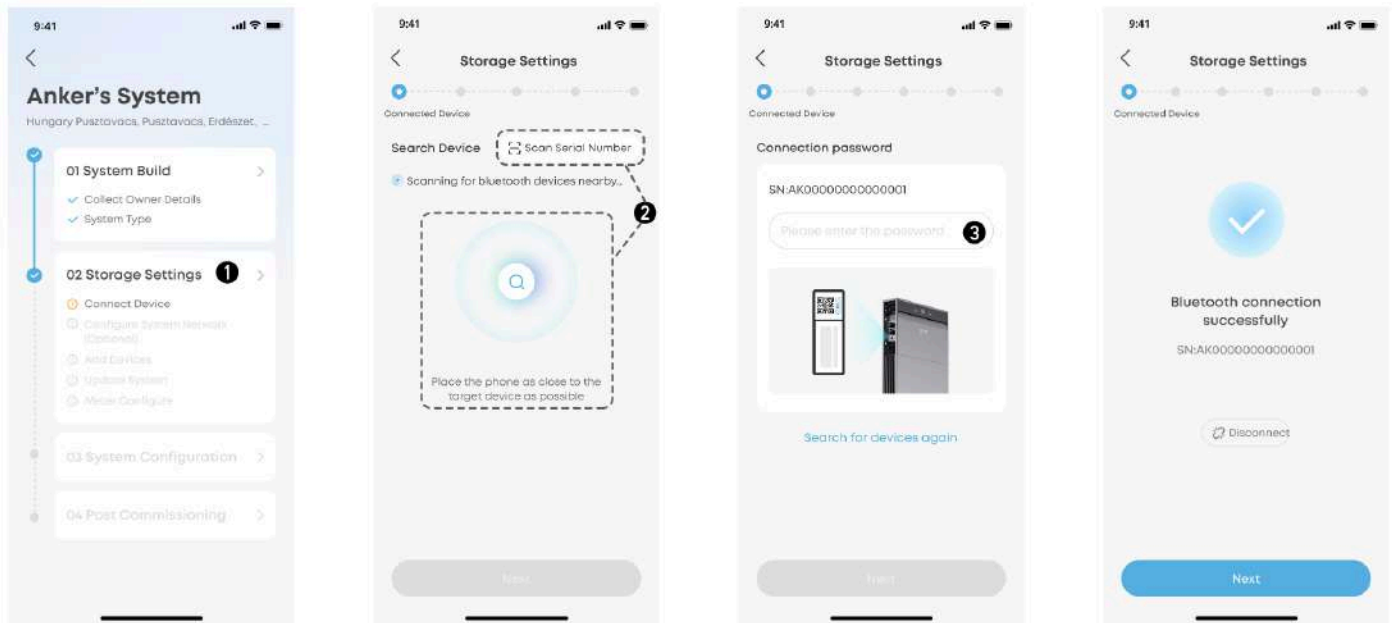 9:41
Anker's System
Hungary Pusztavacs, Pusztavacs, Erdészet, ...
01 System Build
Collect Owner Details
System Type
02 Storage Settings
1
Connect Device
Configure System Network
(Optional)
Add Devices
Update System
Meter Configure
03 System Configuration
04 Post Commissioning
9:41
Storage Settings
Connected Device
Search Device
Scan Serial Number
Scanning for bluetooth devices nearby...
2
Place the phone as close to the
target device as possible
Next
9:41
Storage Settings
Connected Device
Connection password
SN:AK00000000000001
Please enter the password
3
Search for devices again
Next
9:41
Storage Settings
Connected Device
Bluetooth connection
successfully
SN:AK00000000000001
Disconnect
Next